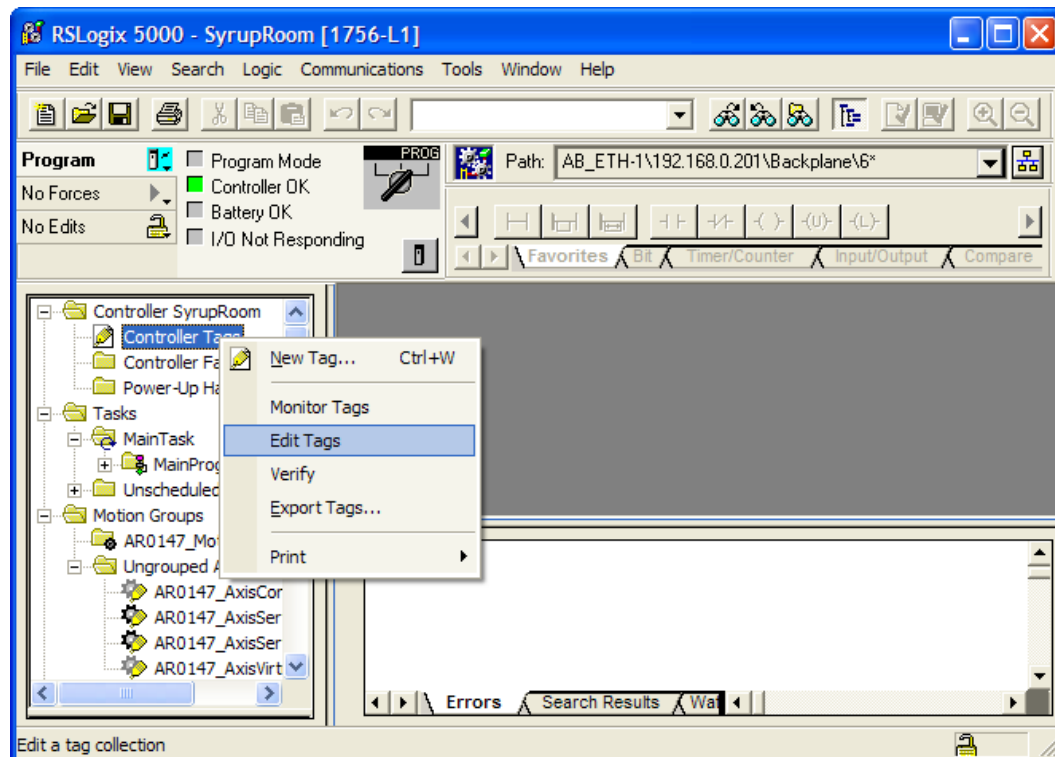 RSLogix 5000 - SyrupRoom [1756-L1]
File Edit View Search Logic Communications Tools Window Help
Program
No Forces
No Edits
Program Mode
Controller OK
Battery OK
I/O Not Responding
PROG
Path: AB_ETH-1\192.168.0.201\Backplane\6*
Favorites Bit Timer/Counter Input/Output Compare
Controller SyrupRoom
Controller Tags
Controller Fa
Power-Up Ha
Tasks
MainTask
MainProg
Unscheduled
Motion Groups
AR0147_Mot
Ungrouped A
AR0147_AxisCor
AR0147_AxisSer
AR0147_AxisSer
AR0147_AxisVirt
New Tag... Ctrl+W
Monitor Tags
Edit Tags
Verify
Export Tags...
Print
Errors Search Results Wat
Edit a tag collection